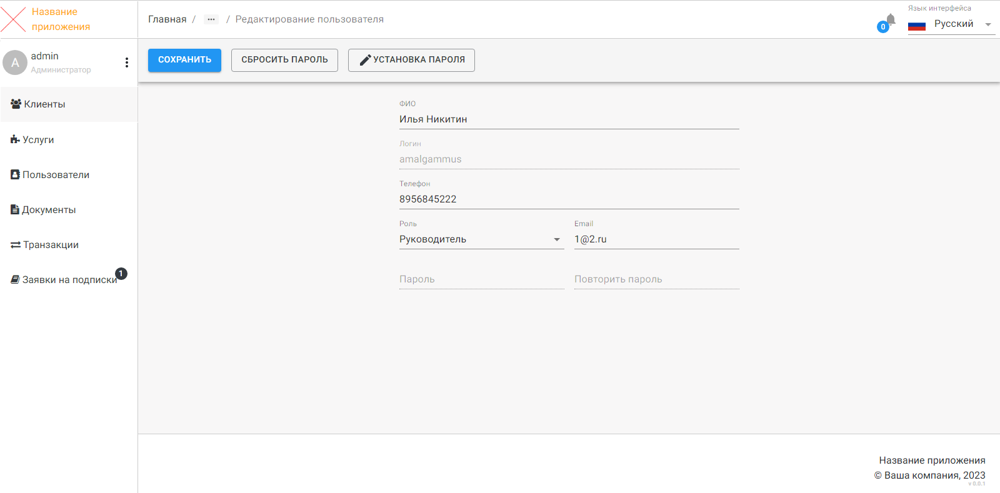 Название
приложения
Главная / ··· / Редактирование пользователя
0
Язык интерфейса
Русский
A
admin
Администратор
СОХРАНИТЬ
СБРОСИТЬ ПАРОЛЬ
УСТАНОВКА ПАРОЛЯ
Клиенты
Услуги
Пользователи
Документы
Транзакции
Заявки на подписки
1
ФИО
Илья Никитин
Логин
amalgammus
Телефон
8956845222
Роль
Руководитель
Email
1@2.ru
Пароль
Повторить пароль
Название приложения
© Ваша компания, 2023
v 0.0.1